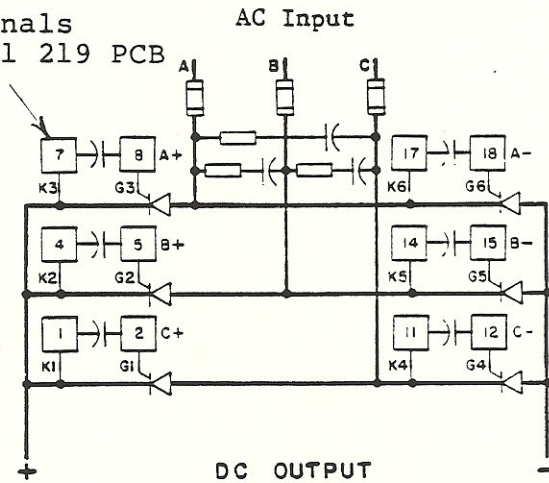 nals
AC Input
l 219 PCB
A B C
7 8 A+ 17 18 A-
K3 G3 K6 G6
4 5 B+ 14 15 B-
K2 G2 K5 G5
1 2 C+ 11 12 C-
K1 G1 K4 G4
+ DC OUTPUT -